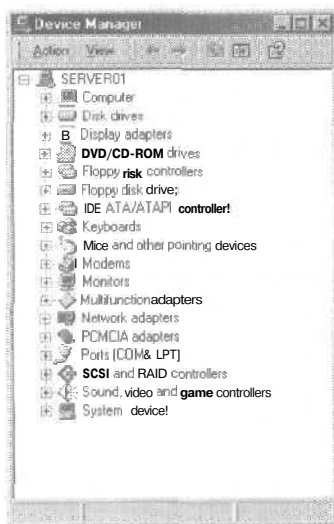 Device Manager
Action View
SERVER01
Computer
Disk drives
B Display adapters
DVD/CD-ROM drives
Floppy risk controllers
Floppy disk drive;
IDE ATA/ATAPI controller!
Keyboards
Mice and other pointing devices
Modems
Monitors
Multifunction adapters
Network adapters
PCMCIA adapters
Ports (COM & LPT)
SCSI and RAID controllers
Sound, video and game controllers
System device!